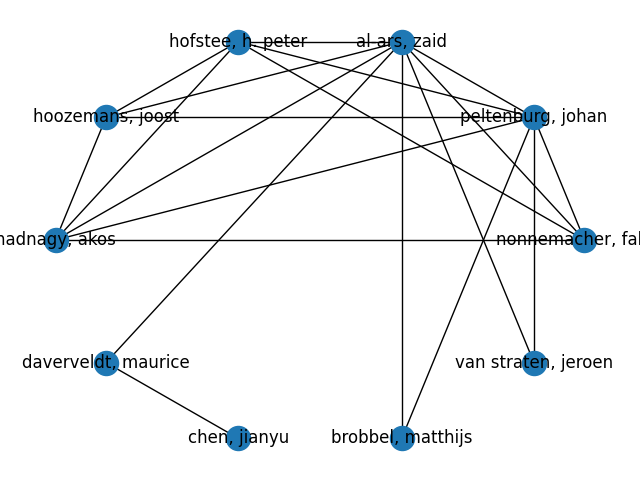 hofstee, h. peter
al-ars, zaid
hoozemans, joost
peltenburg, johan
hadnagy, akos
nonnemacher, fab
daverveldt, maurice
van straten, jeroen
chen, jianyu
brobbel, matthijs